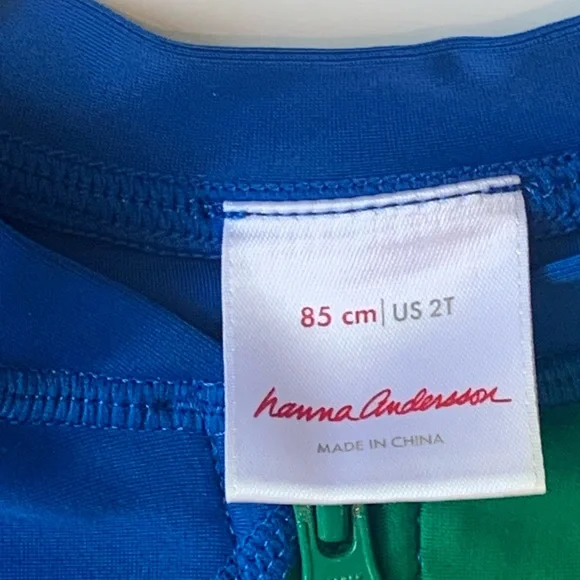 85 cm | US 2T
hanna andersson
MADE IN CHINA